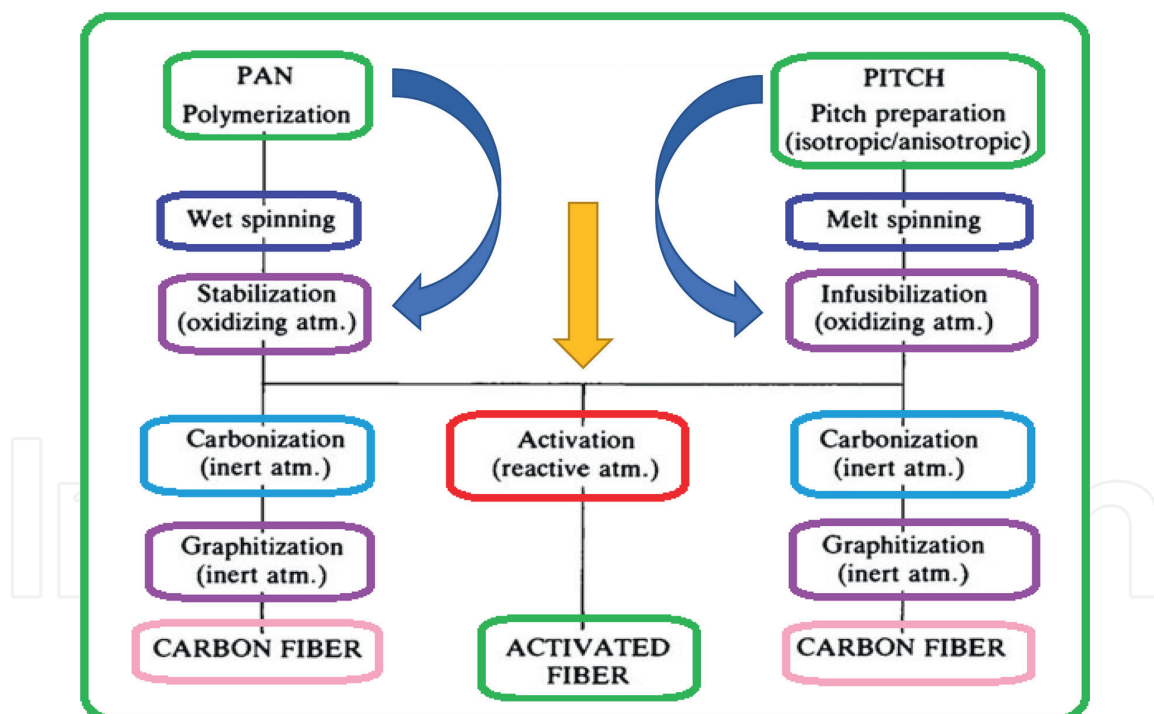 PAN
Polymerization
PITCH
Pitch preparation
(isotropic/anisotropic)
Wet spinning
Melt spinning
Stabilization
(oxidizing atm.)
Infusibilization
(oxidizing atm.)
Carbonization
(inert atm.)
Activation
(reactive atm.)
Carbonization
(inert atm.)
Graphitization
(inert atm.)
Graphitization
(inert atm.)
CARBON FIBER
ACTIVATED
FIBER
CARBON FIBER